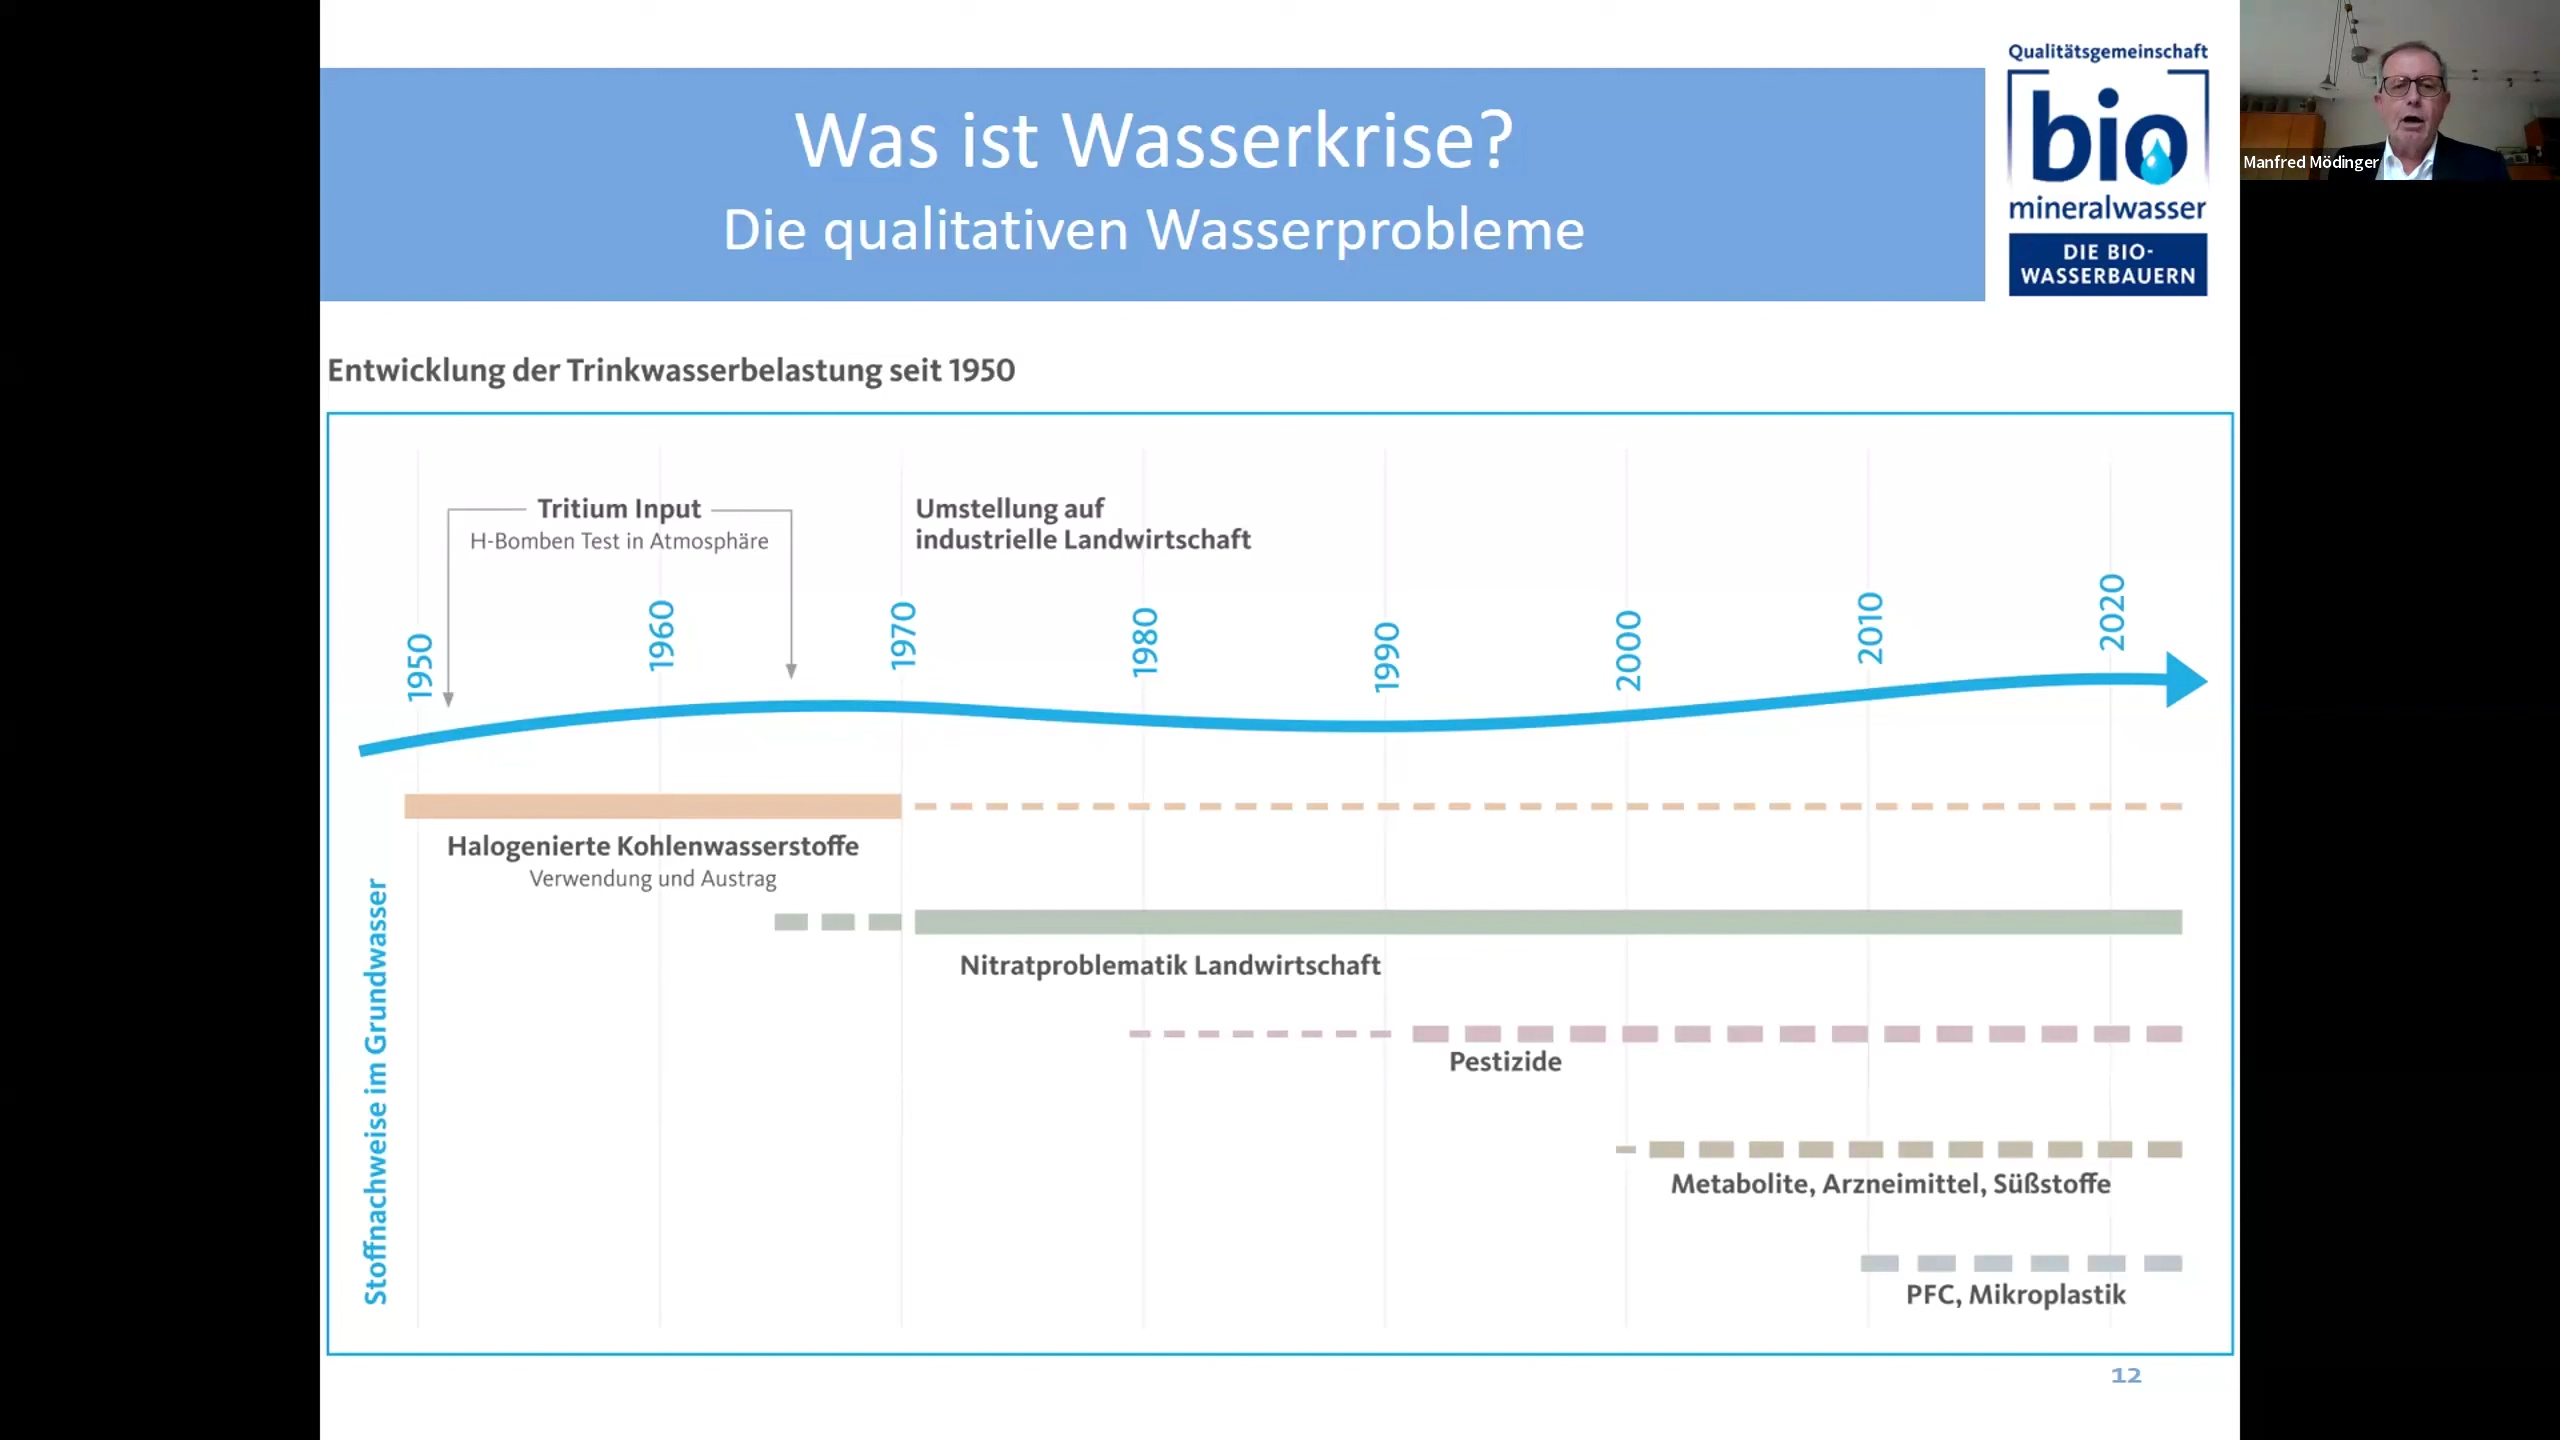 Was ist Wasserkrise?
Die qualitativen Wasserprobleme
Qualitätsgemeinschaft
bio
mineralwasser
DIE BIO-
WASSERBAUERN
Manfred Mödinger
Entwicklung der Trinkwasserbelastung seit 1950
Tritium Input
H-Bomben Test in Atmosphäre
Umstellung auf
industrielle Landwirtschaft
1950
1960
1970
1980
1990
2000
2010
2020
Stoffnachweise im Grundwasser
Halogenierte Kohlenwasserstoffe
Verwendung und Austrag
Nitratproblematik Landwirtschaft
Pestizide
Metabolite, Arzneimittel, Süßstoffe
PFC, Mikroplastik
12